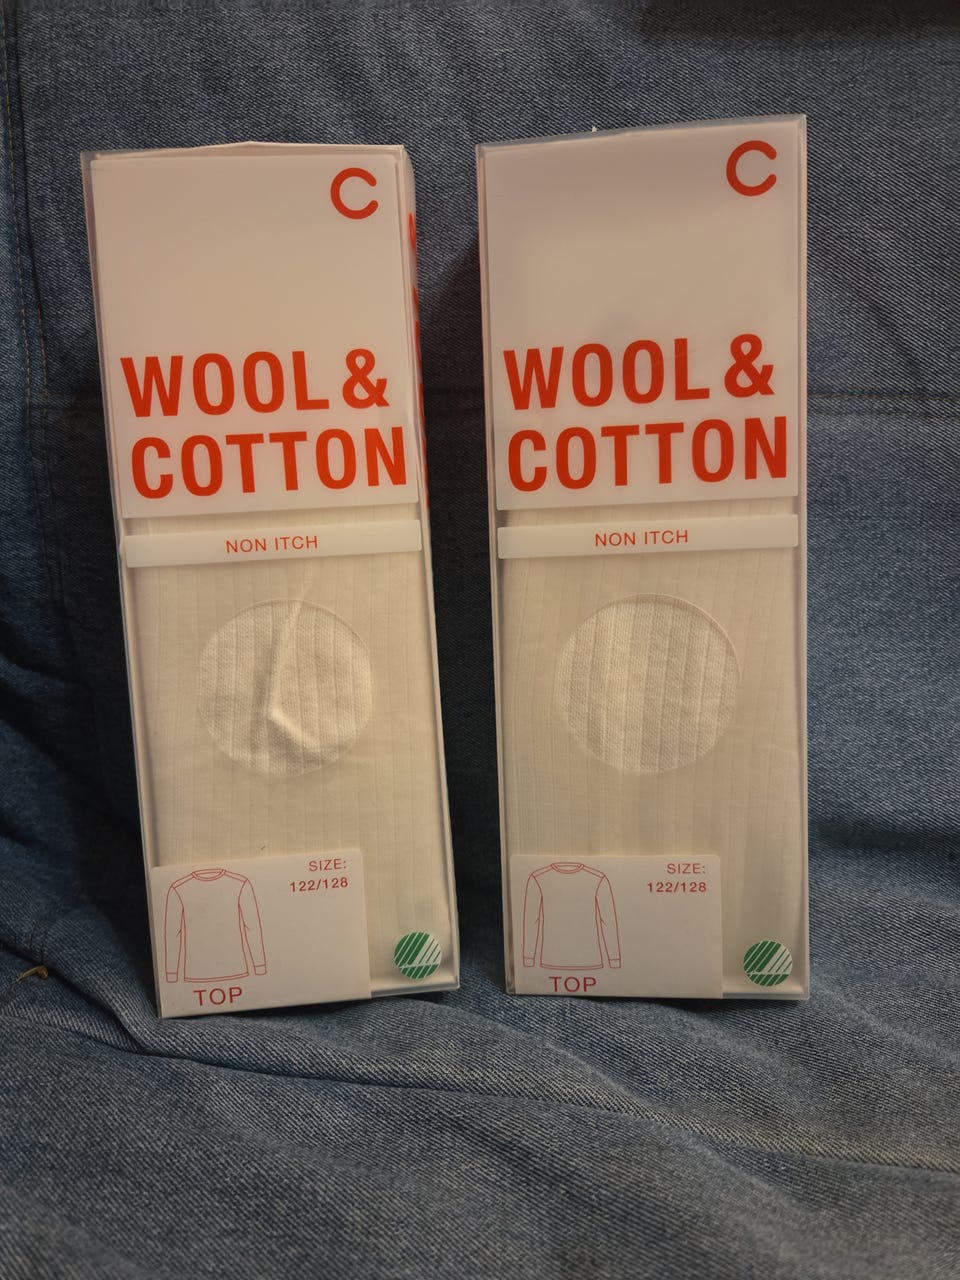 C
WOOL &
COTTON
NON ITCH
SIZE:
122/128
TOP
C
WOOL &
COTTON
NON ITCH
SIZE:
122/128
TOP